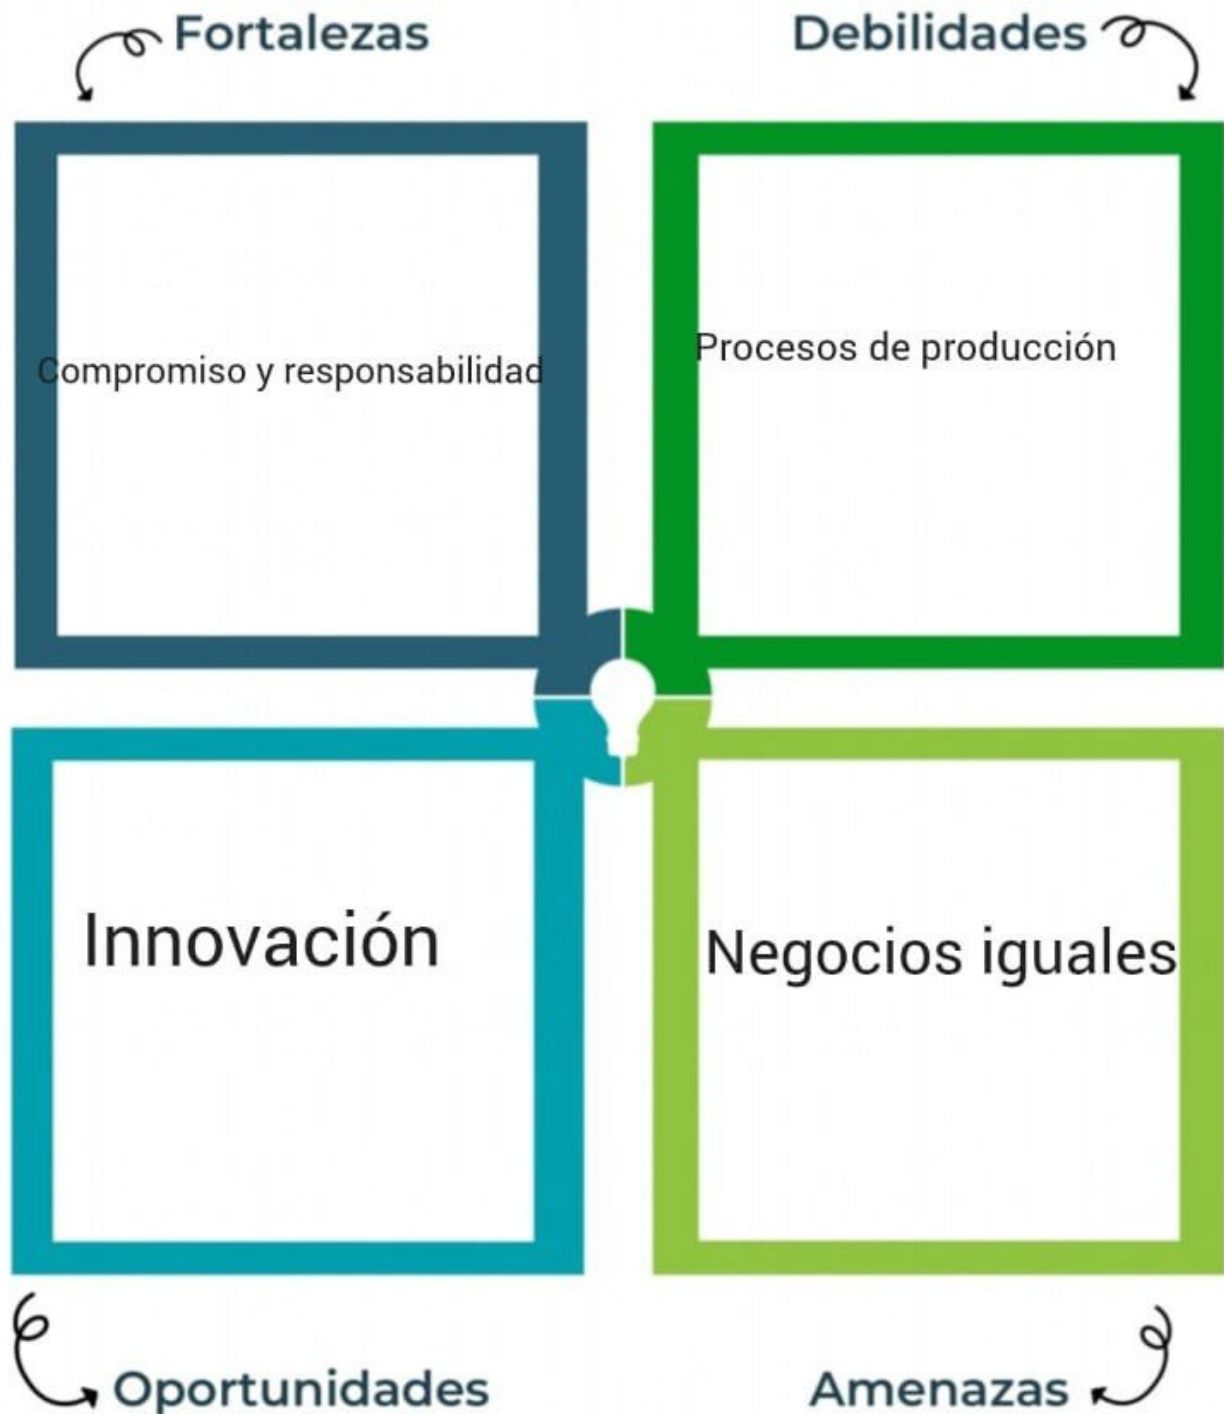 Fortalezas
Debilidades
Compromiso y responsabilidad
Procesos de producción
Innovación
Negocios iguales
Oportunidades
Amenazas